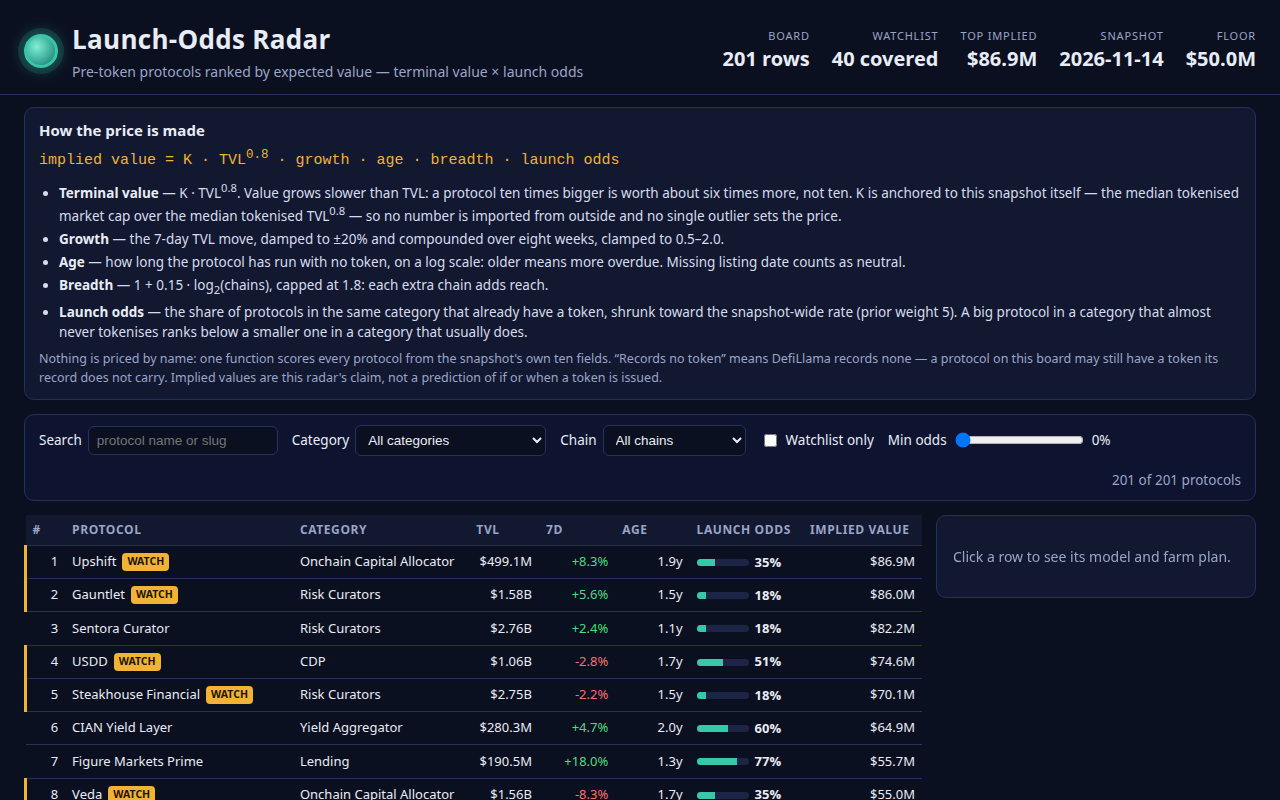 Launch-Odds Radar
Pre-token protocols ranked by expected value — terminal value × launch odds
BOARD
201 rows
WATCHLIST
40 covered
TOP IMPLIED
$86.9M
SNAPSHOT
2026-11-14
FLOOR
$50.0M
How the price is made
implied value = K · TVL^0.8 · growth · age · breadth · launch odds
• Terminal value — K · TVL^0.8. Value grows slower than TVL: a protocol ten times bigger is worth about six times more, not ten. K is anchored to this snapshot itself — the median tokenised
market cap over the median tokenised TVL^0.8 — so no number is imported from outside and no single outlier sets the price.
• Growth — the 7-day TVL move, damped to ±20% and compounded over eight weeks, clamped to 0.5–2.0.
• Age — how long the protocol has run with no token, on a log scale: older means more overdue. Missing listing date counts as neutral.
• Breadth — 1 + 0.15 · log₂(chains), capped at 1.8: each extra chain adds reach.
• Launch odds — the share of protocols in the same category that already have a token, shrunk toward the snapshot-wide rate (prior weight 5). A big protocol in a category that almost
never tokenises ranks below a smaller one in a category that usually does.
Nothing is priced by name: one function scores every protocol from the snapshot's own ten fields. “Records no token” means DefiLlama records none — a protocol on this board may still have a token its
record does not carry. Implied values are this radar's claim, not a prediction of if or when a token is issued.
Search protocol name or slug Category All categories Chain All chains Watchlist only Min odds 0%
201 of 201 protocols
# PROTOCOL CATEGORY TVL 7D AGE LAUNCH ODDS IMPLIED VALUE
1 Upshift WATCH Onchain Capital Allocator $499.1M +8.3% 1.9y 35% $86.9M
2 Gauntlet WATCH Risk Curators $1.58B +5.6% 1.5y 18% $86.0M
3 Sentora Curator Risk Curators $2.76B +2.4% 1.1y 18% $82.2M
4 USDD WATCH CDP $1.06B -2.8% 1.7y 51% $74.6M
5 Steakhouse Financial WATCH Risk Curators $2.75B -2.2% 1.5y 18% $70.1M
6 CIAN Yield Layer Yield Aggregator $280.3M +4.7% 2.0y 60% $64.9M
7 Figure Markets Prime Lending $190.5M +18.0% 1.3y 77% $55.7M
8 Veda WATCH Onchain Capital Allocator $1.56B -8.3% 1.7y 35% $55.0M
Click a row to see its model and farm plan.